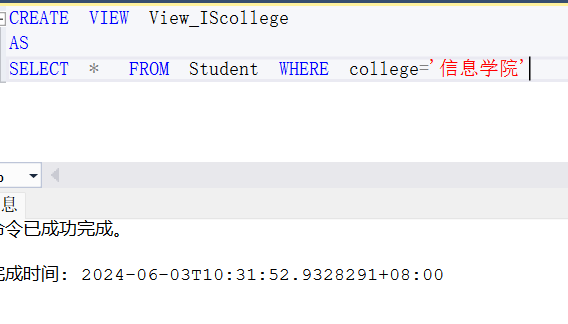 CREATE VIEW View_IScollege
AS
SELECT * FROM Student WHERE college='信息学院'
息
令已成功完成。
完成时间: 2024-06-03T10:31:52.9328291+08:00